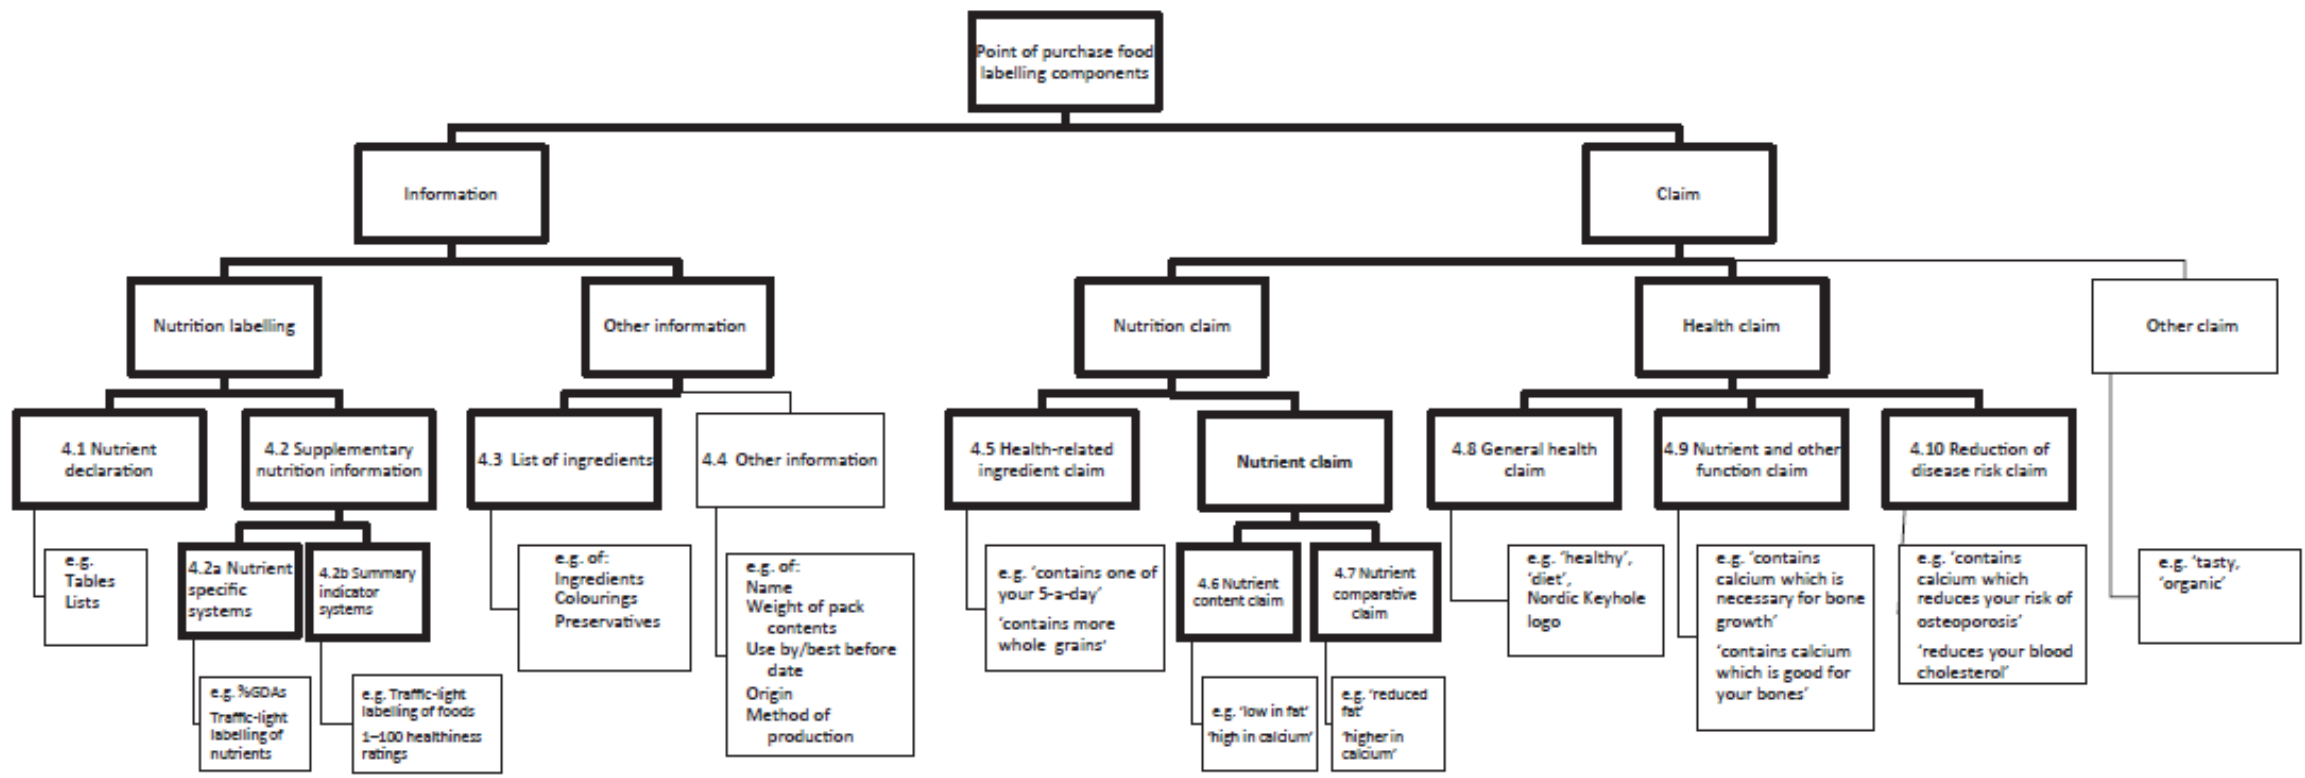 Point of purchase food
labelling components
Information
Claim
Nutrition labelling
Other information
Nutrition claim
Health claim
Other claim
4.1 Nutrient
declaration
4.2 Supplementary
nutrition information
4.3 List of ingredients
4.4 Other information
4.5 Health-related
ingredient claim
Nutrient claim
4.8 General health
claim
4.9 Nutrient and other
function claim
4.10 Reduction of
disease risk claim
e.g.
Tables
Lists
4.2a Nutrient
specific
systems
4.2b Summary
indicator
systems
e.g. of:
Ingredients
Colourings
Preservatives
e.g. of:
Name
Weight of pack
contents
Use by/best before
date
Origin
Method of
production
e.g. 'contains one of
your 5-a-day'
'contains more
whole grains'
4.6 Nutrient
content claim
4.7 Nutrient
comparative
claim
e.g. 'healthy',
'diet',
Nordic Keyhole
logo
e.g. 'contains
calcium which is
necessary for bone
growth'
'contains calcium
which is good for
your bones'
e.g. 'contains
calcium which
reduces your risk of
osteoporosis'
'reduces your blood
cholesterol'
e.g. 'tasty,
'organic'
e.g. %GDAs
Traffic-light
labelling of
nutrients
e.g. Traffic-light
labelling of foods
1–100 healthiness
ratings
e.g. 'low in fat'
'high in calcium'
e.g. 'reduced
fat'
'higher in
calcium'